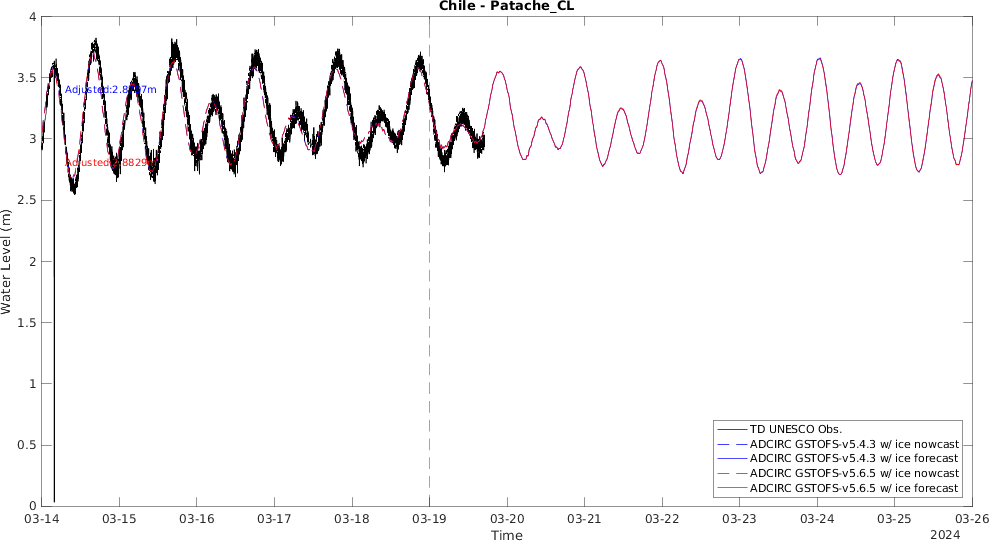 Chile - Patache_CL
Water Level (m)
4
3.5
3
2.5
2
1.5
1
0.5
0
03-14
03-15
03-16
03-17
03-18
03-19
03-20
03-21
03-22
03-23
03-24
03-25
03-26
Time
2024
TD UNESCO Obs.
ADCIRC GSTOFS-v5.4.3 w/ ice nowcast
ADCIRC GSTOFS-v5.4.3 w/ ice forecast
ADCIRC GSTOFS-v5.6.5 w/ ice nowcast
ADCIRC GSTOFS-v5.6.5 w/ ice forecast